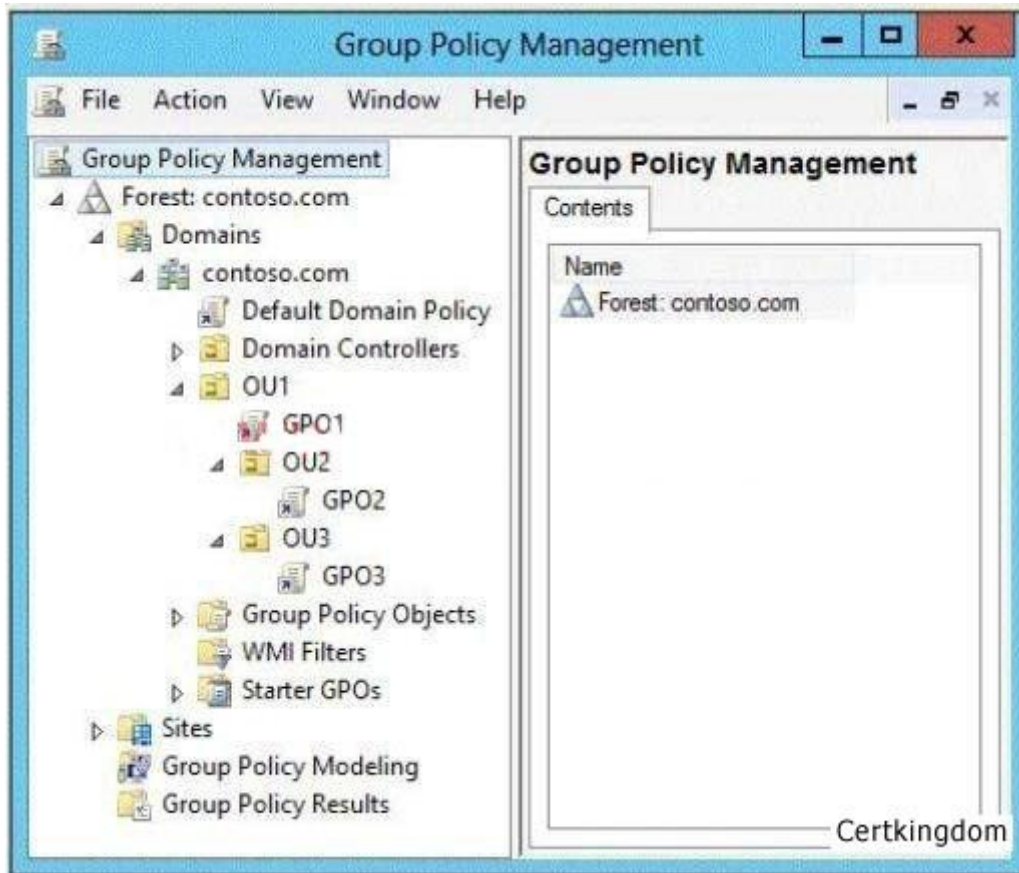 Group Policy Management
File Action View Window Help
Group Policy Management
Forest: contoso.com
Domains
contoso.com
Default Domain Policy
Domain Controllers
OU1
GPO1
OU2
GPO2
OU3
GPO3
Group Policy Objects
WMI Filters
Starter GPOs
Sites
Group Policy Modeling
Group Policy Results
Group Policy Management
Contents
Name
Forest: contoso.com
Certkingdom